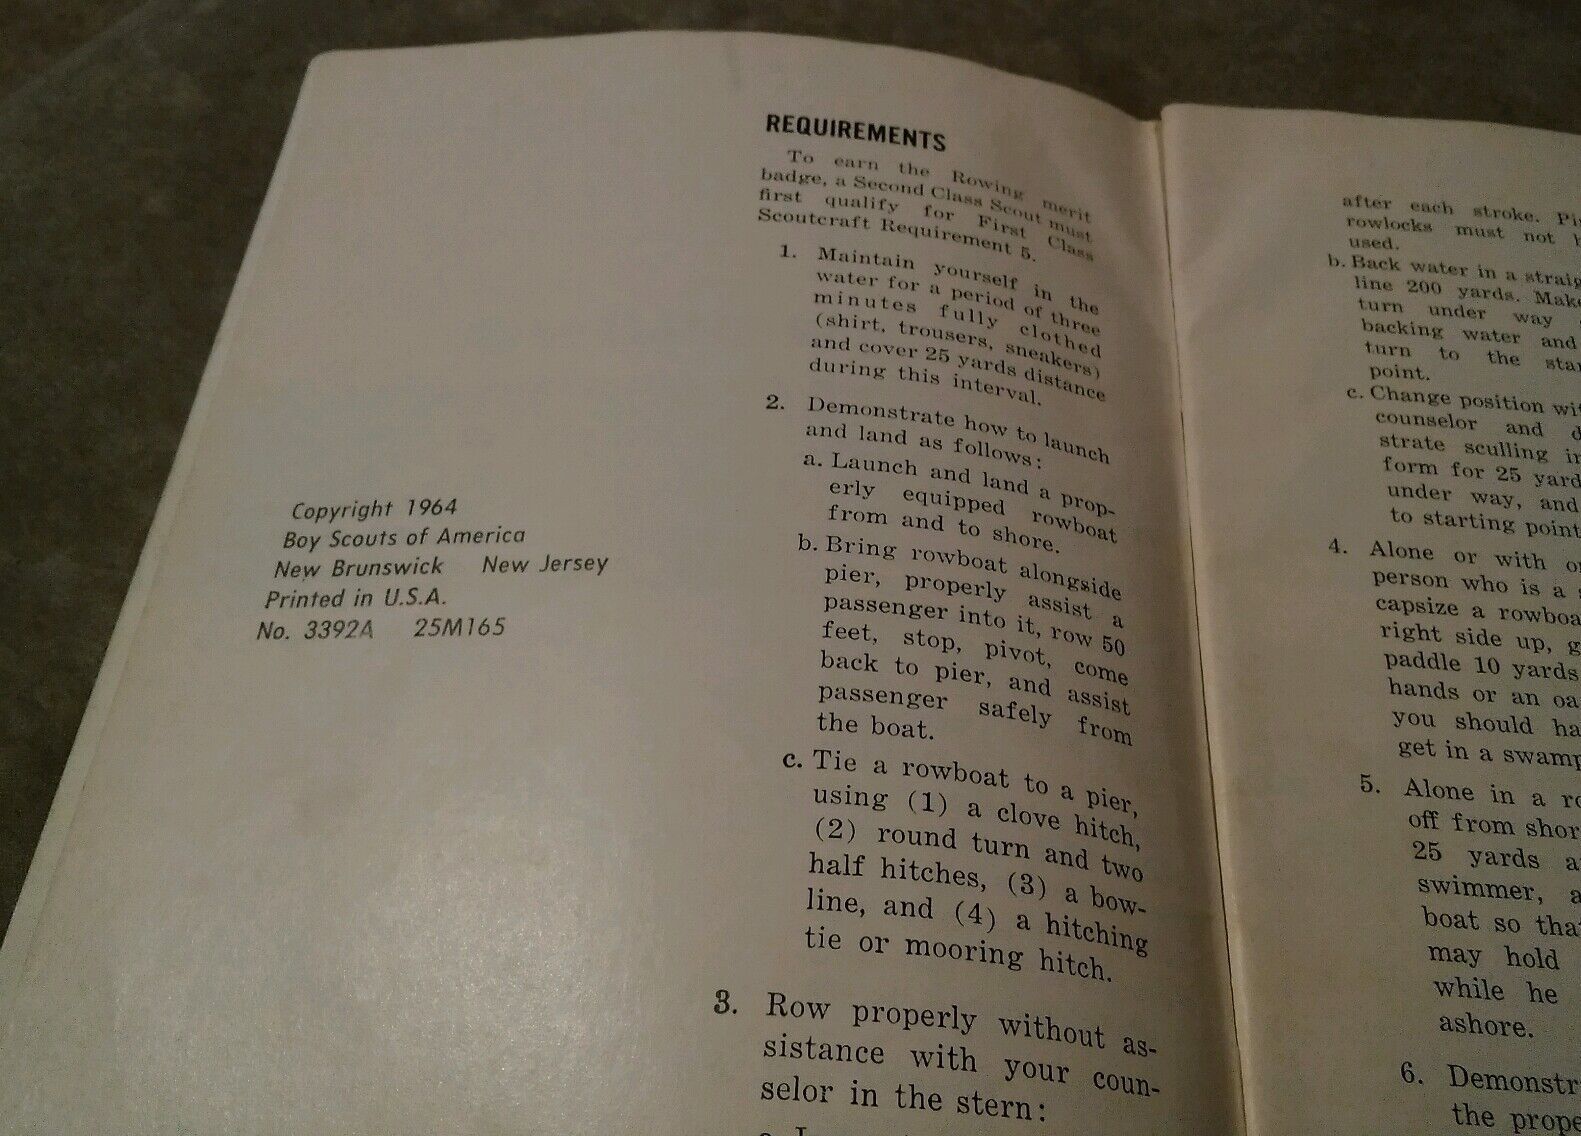 Copyright 1964
Boy Scouts of America
New Brunswick New Jersey
Printed in U.S.A.
No. 3392A 25M165
REQUIREMENTS
To earn the Rowing merit
badge, a Second Class Scout must
first qualify for First Class
Scoutcraft Requirement 5.
1. Maintain yourself in the
water for a period of three
minutes fully clothed
(shirt, trousers, sneakers)
and cover 25 yards distance
during this interval.
2. Demonstrate how to launch
and land as follows:
a. Launch and land a prop-
erly equipped rowboat
from and to shore.
b. Bring rowboat alongside
pier, properly assist a
passenger into it, row 50
feet, stop, pivot, come
back to pier, and assist
passenger safely from
the boat.
c. Tie a rowboat to a pier,
using (1) a clove hitch,
(2) round turn and two
half hitches, (3) a bow-
line, and (4) a hitching
tie or mooring hitch.
3. Row properly without as-
sistance with your coun-
selor in the stern:
after each stroke.
rowlocks must not
used.
b. Back water in a
line 200 yards.
turn under way
backing water and
turn to the
point.
c. Change position
counselor and
strate sculling
form for 25
under way, and
to starting point
4. Alone or with
person who is a
capsize a
right side up,
paddle 10 yards
hands or an
you should
get in a
5. Alone in a
off from
25 yards
swimmer,
boat so
may hold
while he
ashore.
6.
the